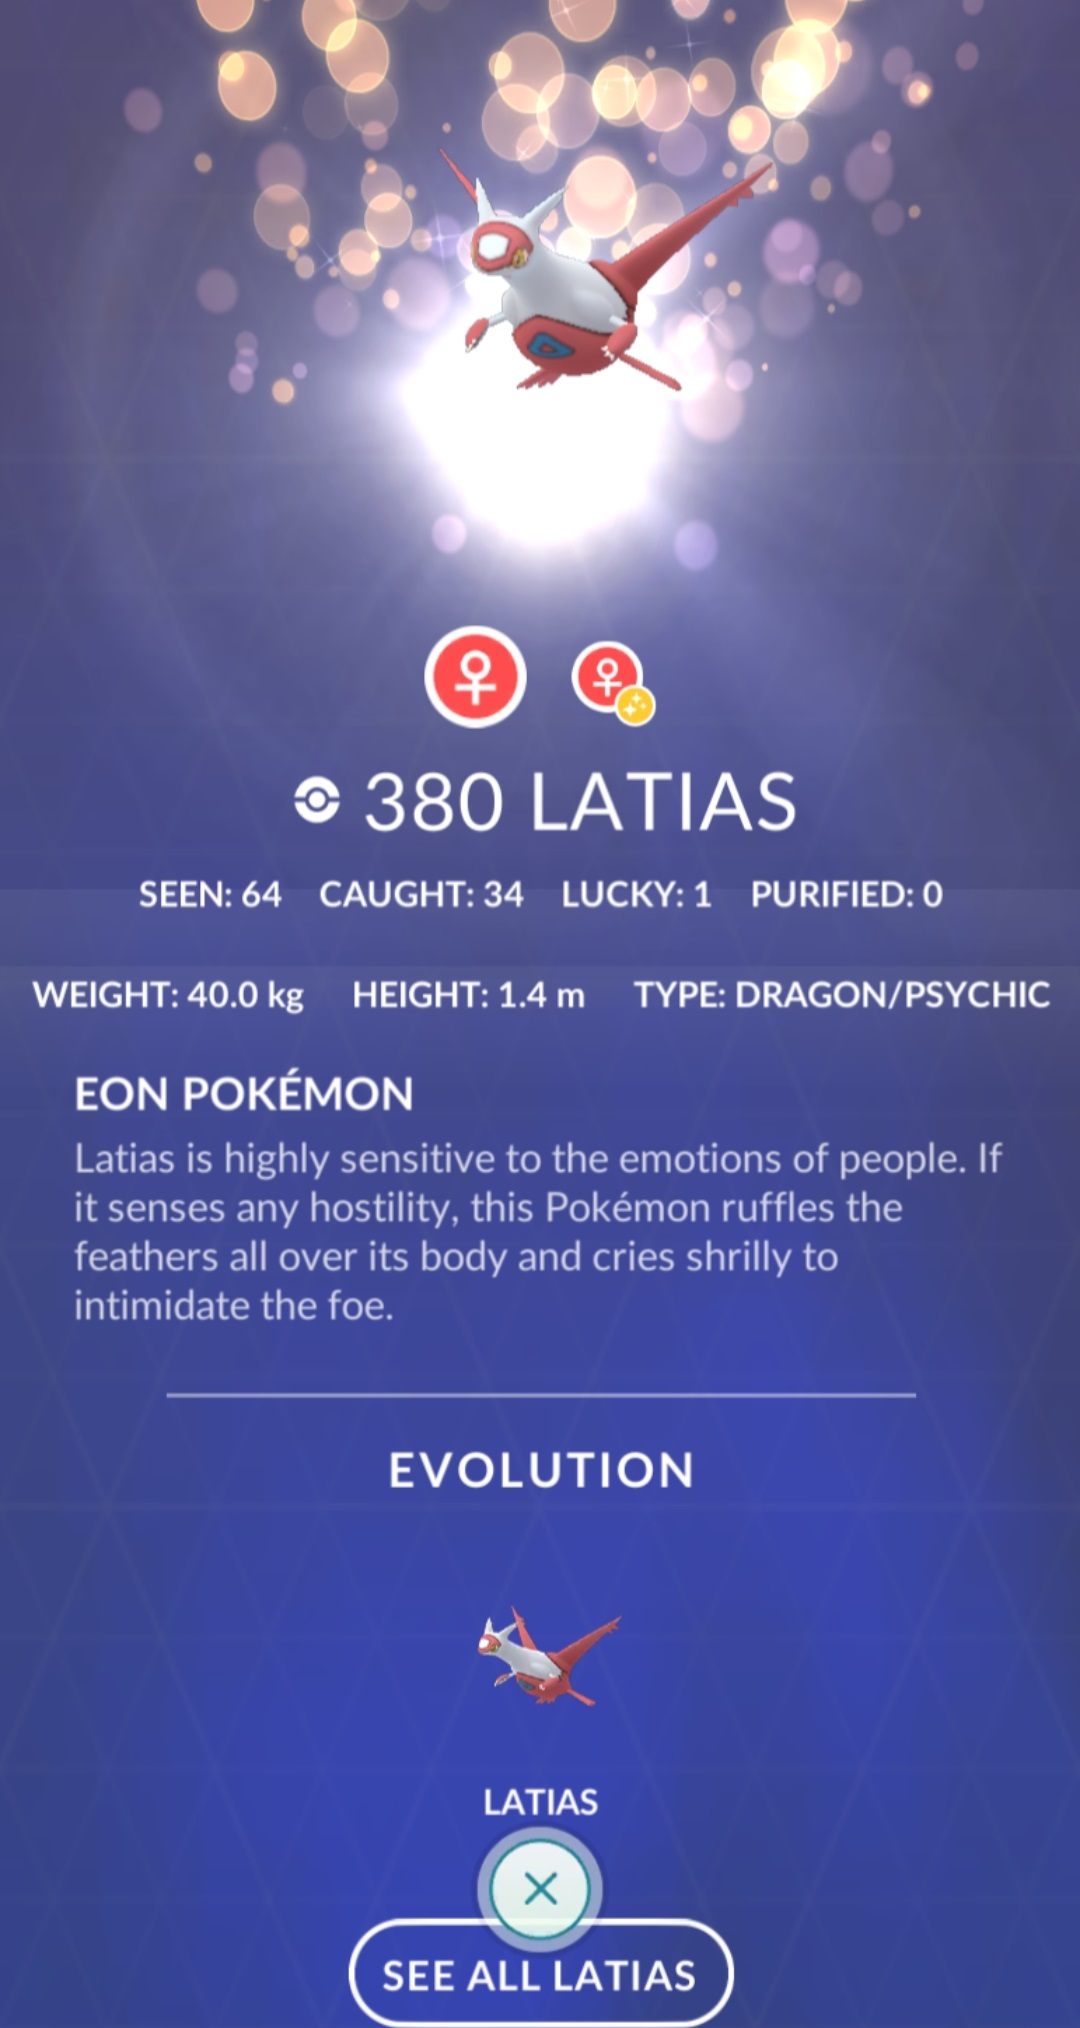 380 LATIAS
SEEN: 64 CAUGHT: 34 LUCKY: 1 PURIFIED: 0
WEIGHT: 40.0 kg HEIGHT: 1.4 m TYPE: DRAGON/PSYCHIC
EON POKÉMON
Latias is highly sensitive to the emotions of people. If
it senses any hostility, this Pokémon ruffles the
feathers all over its body and cries shrilly to
intimidate the foe.
EVOLUTION
LATIAS
SEE ALL LATIAS